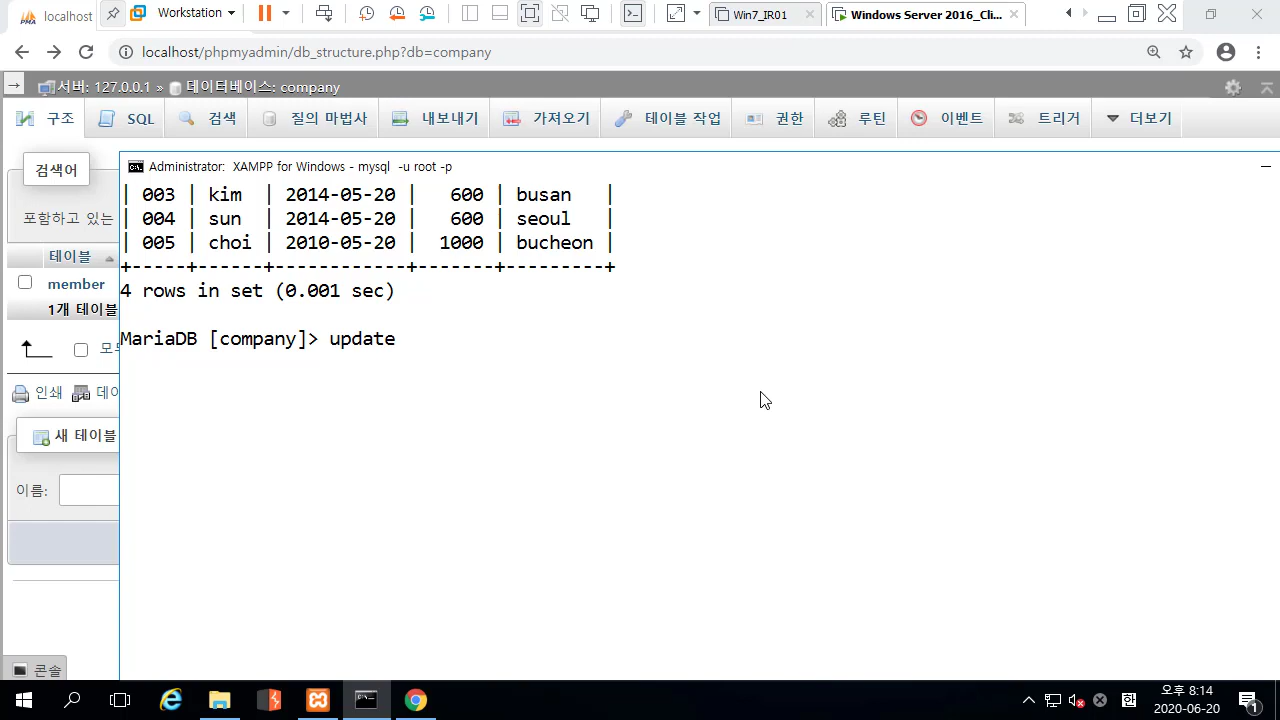 PMA localhost Workstation Win7_IR01 Windows Server 2016_Cli...
localhost/phpmyadmin/db_structure.php?db=company
서버: 127.0.0.1 » 데이터베이스: company
구조 SQL 검색 질의 마법사 내보내기 가져오기 테이블 작업 권한 루틴 이벤트 트리거 더보기
검색어
포함하고 있는
테이블
member
1개 테이블
인쇄
새 테이블
이름:
콘솔
Administrator: XAMPP for Windows - mysql -u root -p
| 003 | kim | 2014-05-20 | 600 | busan |
| 004 | sun | 2014-05-20 | 600 | seoul |
| 005 | choi | 2010-05-20 | 1000 | bucheon |
+-----+------+------------+-------+---------+
4 rows in set (0.001 sec)
MariaDB [company]> update
한
오후 8:14
2020-06-20
1